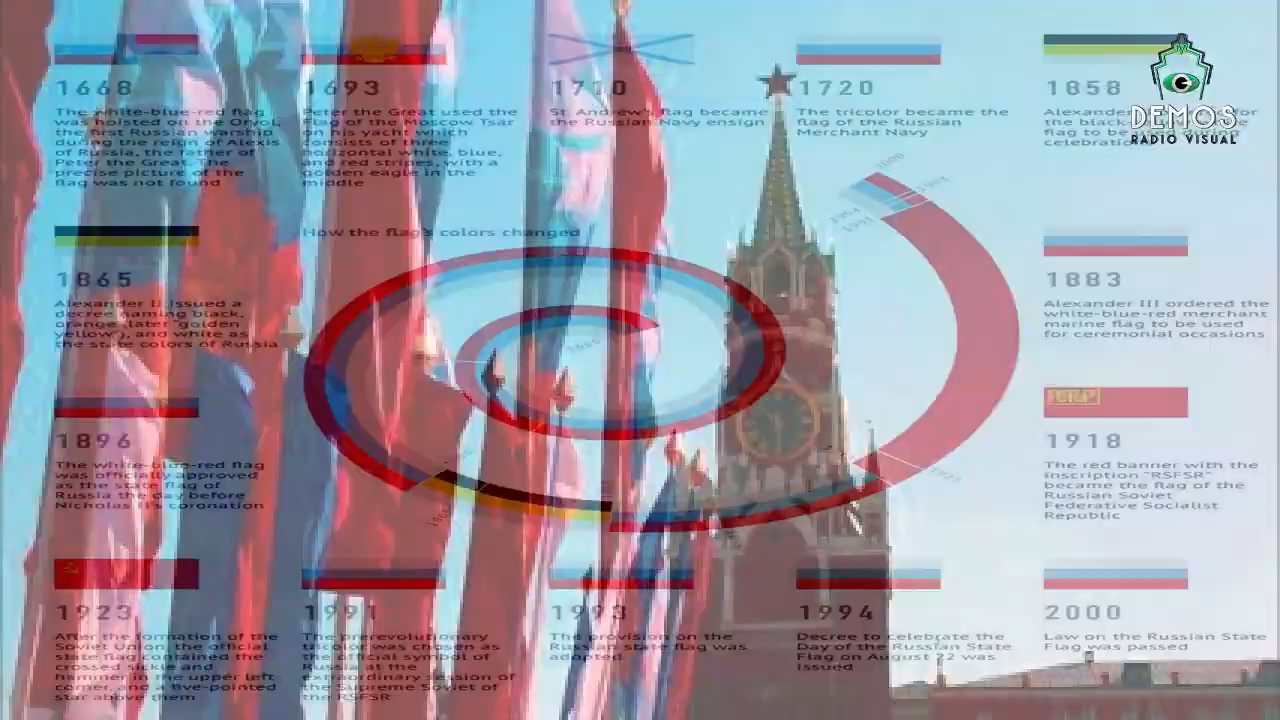 1668
The white-blue-red flag
was hoisted on the Oryol,
the first Russian warship
during the reign of Alexis
of Russia, the father of
Peter the Great. The
precise picture of the
flag was not found
1693
Peter the Great used the
flag of the Moscow Tsar
on his yacht which
consists of three
horizontal white, blue,
and red stripes, with a
golden eagle in the
middle
1710
St. Andrew's flag became
the Russian Navy ensign
1720
The tricolor became the
flag of the Russian
Merchant Navy
1858
Alexander for
the black
flag to be
celebratio
DEMOS
RADIO VISUAL
1865
Alexander II issued a
decree naming black,
orange (later "golden
yellow"), and white as
the state colors of Russia
How the flag's colors changed
1883
Alexander III ordered the
white-blue-red merchant
marine flag to be used
for ceremonial occasions
1896
The white-blue-red flag
was officially approved
as the state flag of
Russia the day before
Nicholas II's coronation
1918
The red banner with the
inscription "RSFSR"
became the flag of the
Russian Soviet
Federative Socialist
Republic
1923
After the formation of the
Soviet Union, the official
state flag contained the
crossed sickle and
hammer in the upper left
corner, and a five-pointed
star above them
1991
The prerevolutionary
tricolor was chosen as
the official symbol of
Russia at the
extraordinary session of
the Supreme Soviet of
the RSFSR
1993
The provision on the
Russian state flag was
adopted
1994
Decree to celebrate the
Day of the Russian State
Flag on August 22 was
issued
2000
Law on the Russian State
Flag was passed